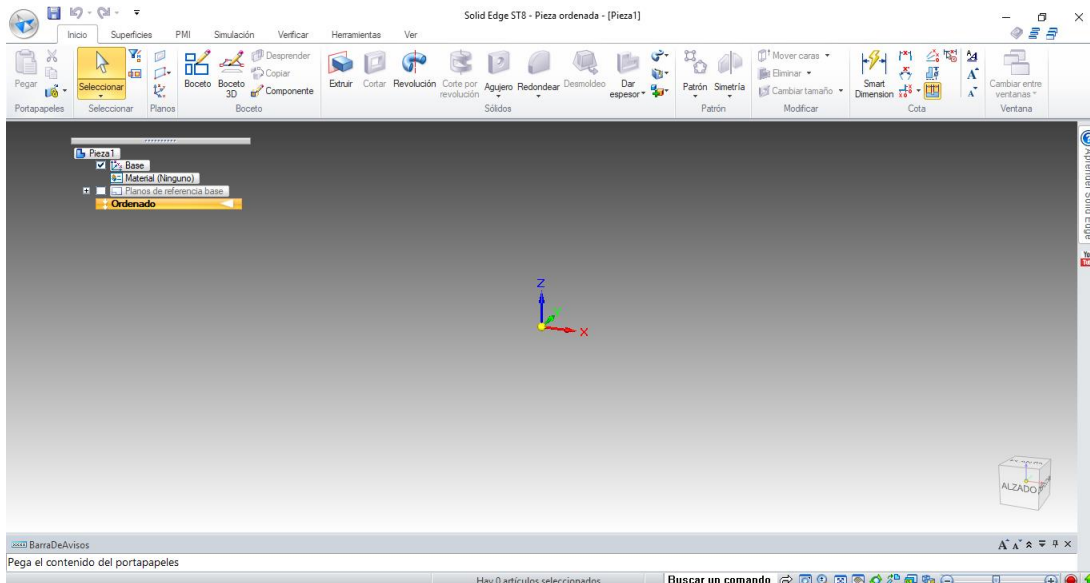 Solid Edge ST8 - Pieza ordenada - [Pieza1]
Inicio Superficies PMI Simulación Verificar Herramientas Ver
Pegar
Seleccionar
Boceto
Boceto 3D
Desprender
Copiar
Componente
Extruir
Cortar
Revolución
Corte por revolución
Agujero
Redondear
Desmoldeo
Dar espesor
Patrón
Simetría
Mover caras
Eliminar
Cambiar tamaño
Smart Dimension
Cambiar entre ventanas
Portapapeles Seleccionar Planos Boceto Sólidos Patrón Modificar Cota Ventana
Pieza1
Base
Material (Ninguno)
Planos de referencia base
Ordenado
Aprender Solid Edge
Z
X
ALZADO
BarraDeAvisos
Pega el contenido del portapapeles
Hay 0 artículos seleccionados
Buscar un comando